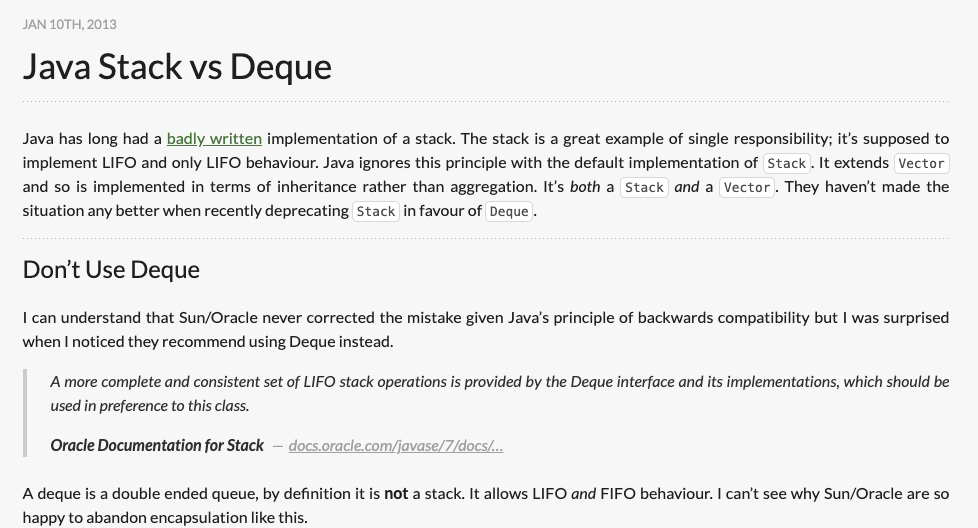 JAN 10TH, 2013
Java Stack vs Deque
Java has long had a badly written implementation of a stack. The stack is a great example of single responsibility; it's supposed to
implement LIFO and only LIFO behaviour. Java ignores this principle with the default implementation of Stack. It extends Vector
and so is implemented in terms of inheritance rather than aggregation. It's both a Stack and a Vector. They haven't made the
situation any better when recently deprecating Stack in favour of Deque.
Don't Use Deque
I can understand that Sun/Oracle never corrected the mistake given Java's principle of backwards compatibility but I was surprised
when I noticed they recommend using Deque instead.
A more complete and consistent set of LIFO stack operations is provided by the Deque interface and its implementations, which should be
used in preference to this class.
Oracle Documentation for Stack — docs.oracle.com/javase/7/docs/...
A deque is a double ended queue, by definition it is not a stack. It allows LIFO and FIFO behaviour. I can't see why Sun/Oracle are so
happy to abandon encapsulation like this.